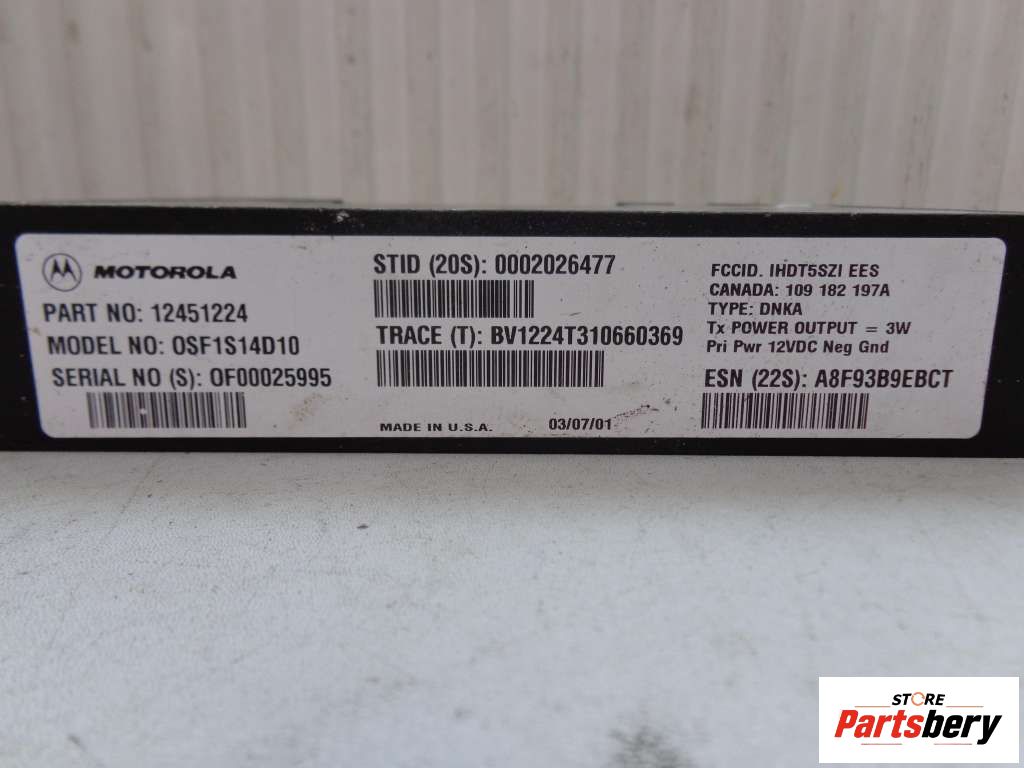 MOTOROLA
PART NO: 12451224
MODEL NO: OSF1S14D10
SERIAL NO (S): OF00025995
STID (20S): 0002026477
TRACE (T): BV1224T310660369
MADE IN U.S.A. 03/07/01
FCCID. IHDT5SZI EES
CANADA: 109 182 197A
TYPE: DNKA
Tx POWER OUTPUT = 3W
Pri Pwr 12VDC Neg Gnd
ESN (22S): A8F93B9EBCT
STORE
Partsbery